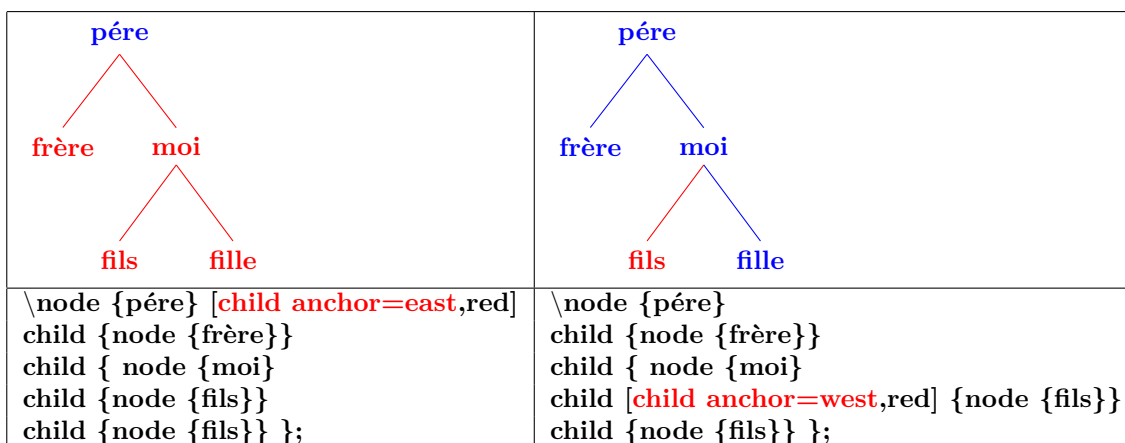 pére
frère moi
fils fille
pére
frère moi
fils fille
\node {pére} [child anchor=east,red]
child {node {frère}}
child { node {moi}
child {node {fils}}
child {node {fils}} };
\node {pére}
child {node {frère}}
child { node {moi}
child [child anchor=west,red] {node {fils}}
child {node {fils}} };